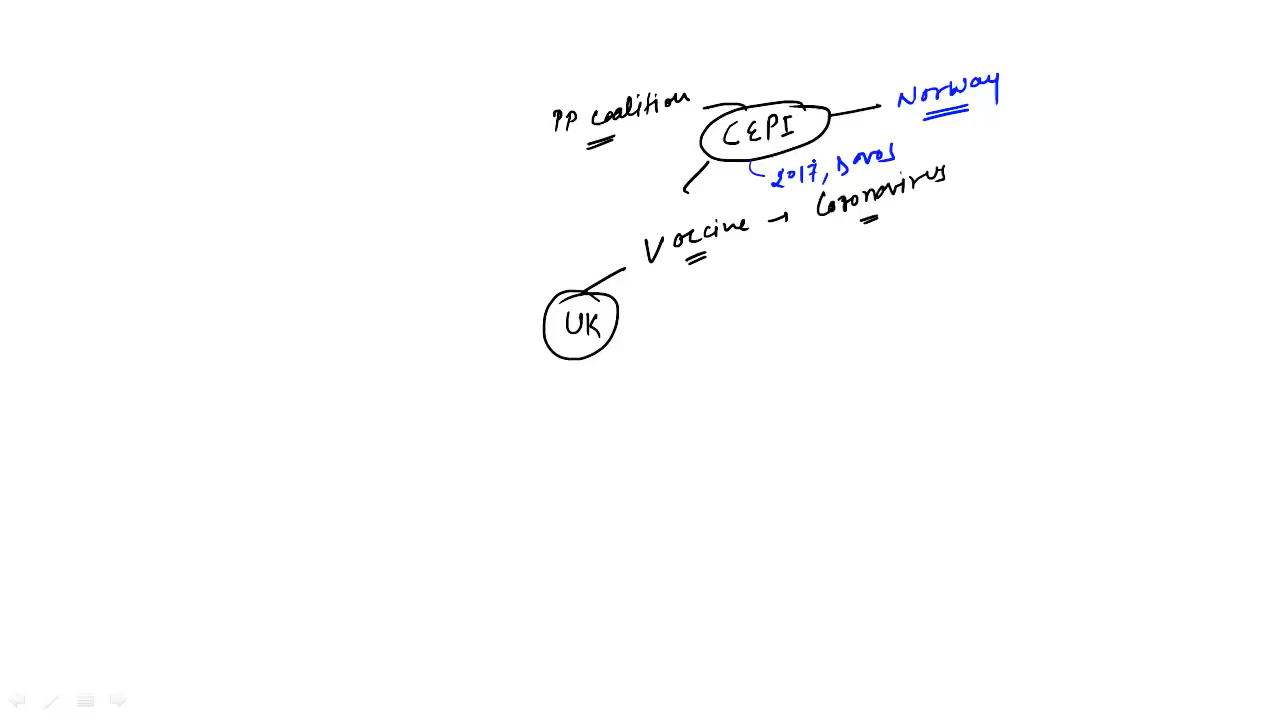 PP coalition
CEPI
Norway
2017, Davos
Vaccine → Coronavirus
UK